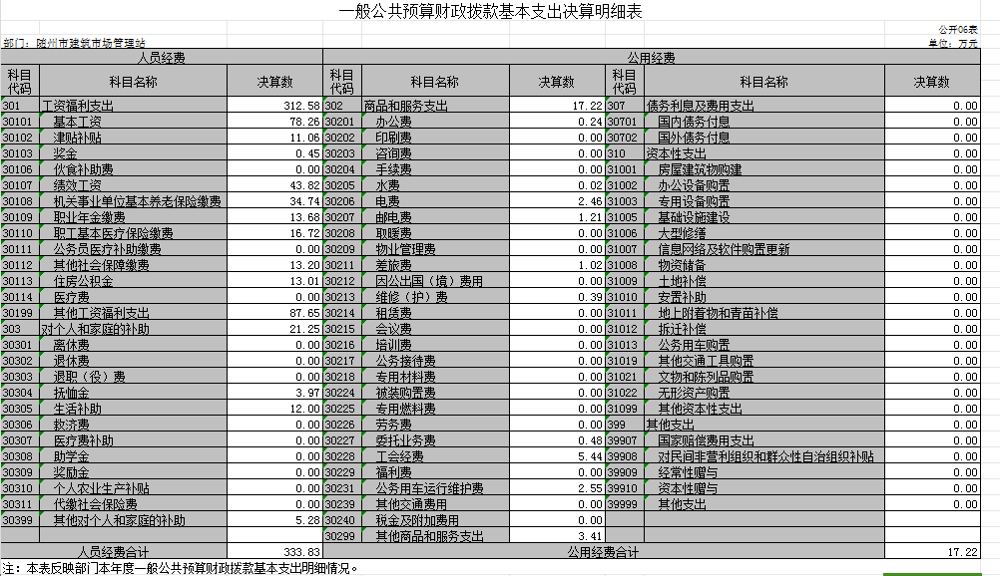 一般公共预算财政拨款基本支出决算明细表
公开06表
部门：随州市建筑市场管理站 单位：万元
人员经费 公用经费
科目代码 科目名称 决算数 科目代码 科目名称 决算数 科目代码 科目名称 决算数
301 工资福利支出 312.58 302 商品和服务支出 17.22 307 债务利息及费用支出 0.00
30101 基本工资 78.26 30201 办公费 0.24 30701 国内债务付息 0.00
30102 津贴补贴 11.06 30202 印刷费 0.00 30702 国外债务付息 0.00
30103 奖金 0.45 30203 咨询费 0.00 310 资本性支出 0.00
30106 伙食补助费 0.00 30204 手续费 0.00 31001 房屋建筑物购建 0.00
30107 绩效工资 43.82 30205 水费 0.02 31002 办公设备购置 0.00
30108 机关事业单位基本养老保险缴费 34.74 30206 电费 2.46 31003 专用设备购置 0.00
30109 职业年金缴费 13.68 30207 邮电费 1.21 31005 基础设施建设 0.00
30110 职工基本医疗保险缴费 16.72 30208 取暖费 0.00 31006 大型修缮 0.00
30111 公务员医疗补助缴费 0.00 30209 物业管理费 0.00 31007 信息网络及软件购置更新 0.00
30112 其他社会保障缴费 13.20 30211 差旅费 1.02 31008 物资储备 0.00
30113 住房公积金 13.01 30212 因公出国（境）费用 0.00 31009 土地补偿 0.00
30114 医疗费 0.00 30213 维修（护）费 0.39 31010 安置补助 0.00
30199 其他工资福利支出 87.65 30214 租赁费 0.00 31011 地上附着物和青苗补偿 0.00
303 对个人和家庭的补助 21.25 30215 会议费 0.00 31012 拆迁补偿 0.00
30301 离休费 0.00 30216 培训费 0.00 31013 公务用车购置 0.00
30302 退休费 0.00 30217 公务接待费 0.00 31019 其他交通工具购置 0.00
30303 退职（役）费 0.00 30218 专用材料费 0.00 31021 文物和陈列品购置 0.00
30304 抚恤金 3.97 30224 被装购置费 0.00 31022 无形资产购置 0.00
30305 生活补助 12.00 30225 专用燃料费 0.00 31099 其他资本性支出 0.00
30306 救济费 0.00 30226 劳务费 0.00 399 其他支出 0.00
30307 医疗费补助 0.00 30227 委托业务费 0.48 39907 国家赔偿费用支出 0.00
30308 助学金 0.00 30228 工会经费 5.44 39908 对民间非营利组织和群众性自治组织补贴 0.00
30309 奖励金 0.00 30229 福利费 0.00 39909 经常性赠与 0.00
30310 个人农业生产补贴 0.00 30231 公务用车运行维护费 2.55 39910 资本性赠与 0.00
30311 代缴社会保险费 0.00 30239 其他交通费用 0.00 39999 其他支出 0.00
30399 其他对个人和家庭的补助 5.28 30240 税金及附加费用 0.00
30299 其他商品和服务支出 3.41
人员经费合计 333.83 公用经费合计 17.22
注：本表反映部门本年度一般公共预算财政拨款基本支出明细情况。